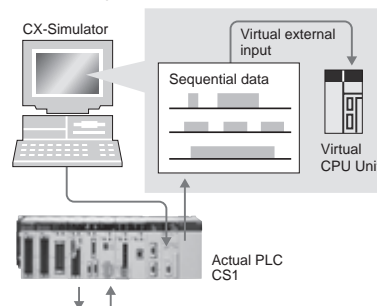 CX-Simulator
Virtual external
input
Sequential data
Virtual
CPU Uni
Actual PLC
CS1